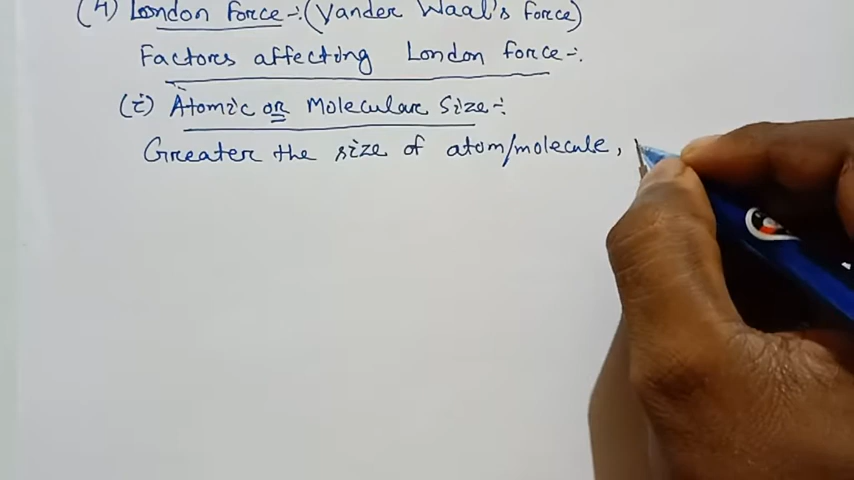 (4) London force -: (Vander Waal's force)
Factors affecting London force -:
(i) Atomic or Molecular Size -:
Greater the size of atom/molecule,